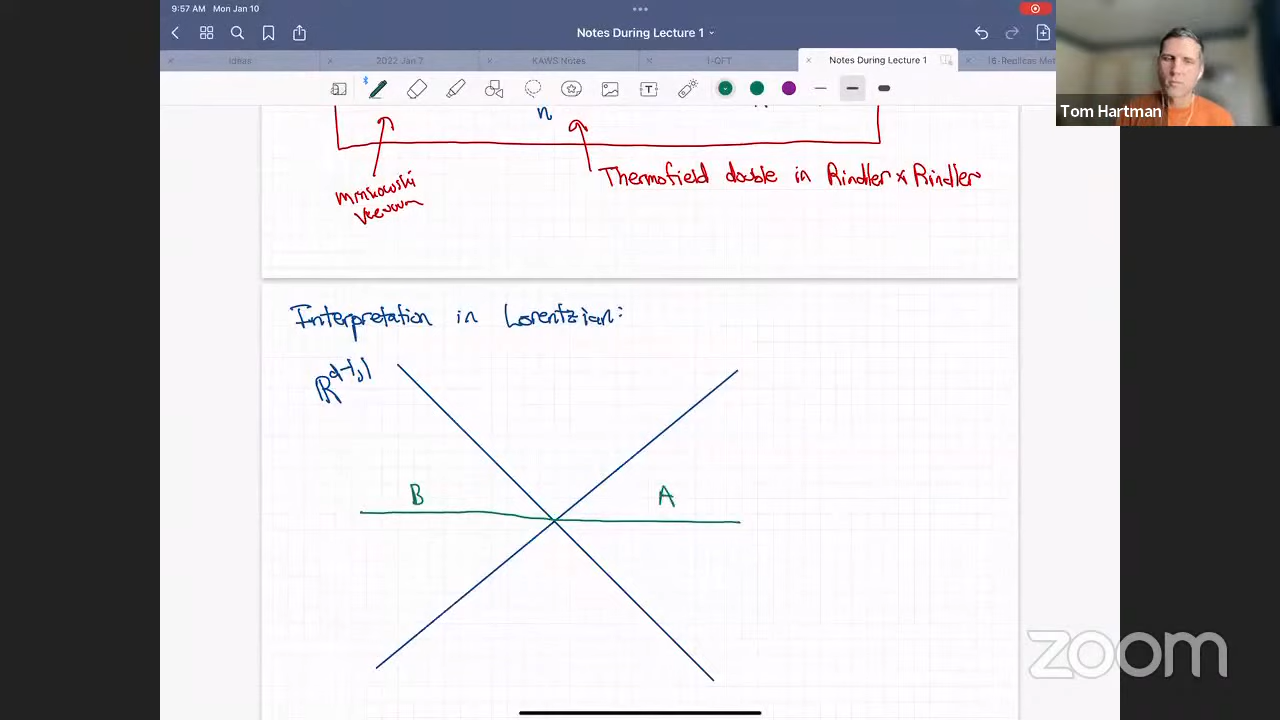 9:57 AM Mon Jan 10
Notes During Lecture 1
Ideas
2022 Jan 7
KAWS Notes
1-QFT
Notes During Lecture 1
16-Replicas Met
Tom Hartman
n
Thermofield double in Rindler x Rindler
Minkowski
Vacuum
Interpretation in Lorentzian:
R^{d-1,1}
B
A
zoom